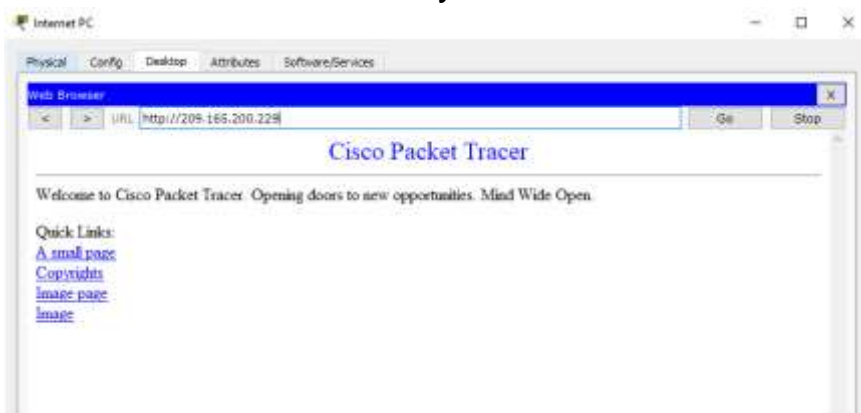 Internet PC
Physical Config Desktop Attributes Software/Services
Web Browser X
< > URL http://209.165.200.229 Go Stop
Cisco Packet Tracer
Welcome to Cisco Packet Tracer. Opening doors to new opportunities. Mind Wide Open.
Quick Links:
A small page
Copyrights
Image page
Image